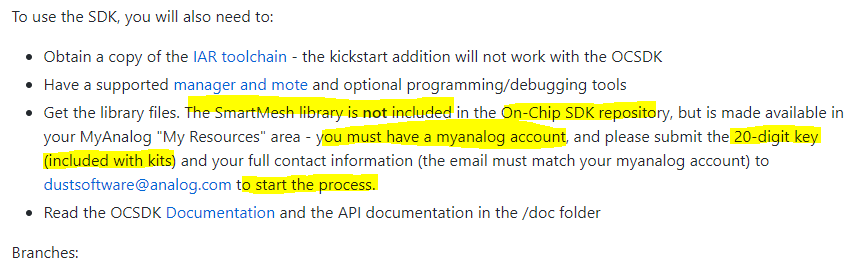 To use the SDK, you will also need to:
• Obtain a copy of the IAR toolchain - the kickstart addition will not work with the OCSDK
• Have a supported manager and mote and optional programming/debugging tools
• Get the library files. The SmartMesh library is not included in the On-Chip SDK repository, but is made available in
your MyAnalog "My Resources" area - you must have a myanalog account, and please submit the 20-digit key
(included with kits) and your full contact information (the email must match your myanalog account) to
dustsoftware@analog.com to start the process.
• Read the OCSDK Documentation and the API documentation in the /doc folder
Branches: